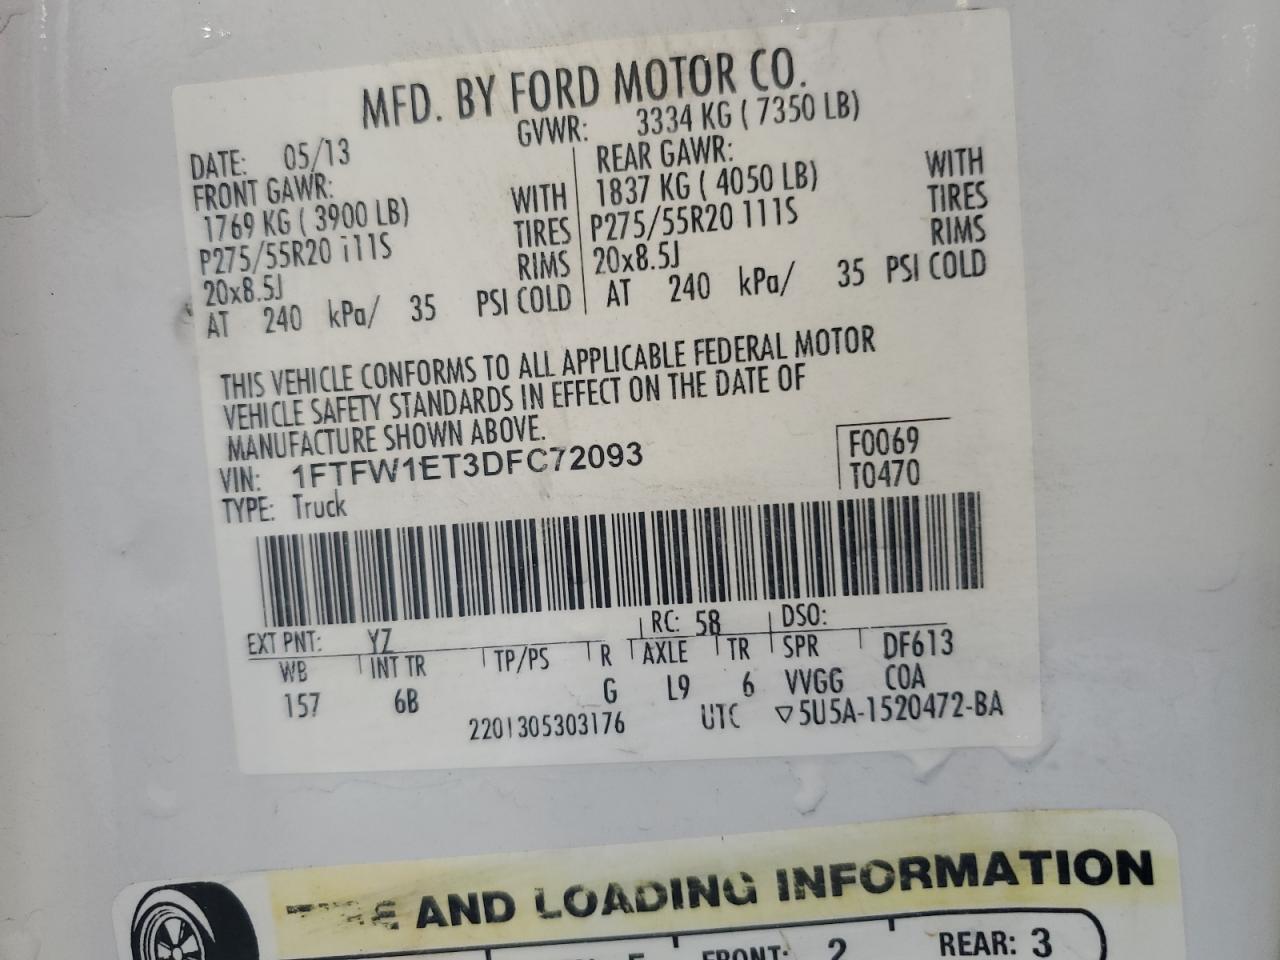 MFD. BY FORD MOTOR CO.
DATE: 05/13 GVWR: 3334 KG ( 7350 LB)
FRONT GAWR: REAR GAWR:
1769 KG ( 3900 LB) WITH 1837 KG ( 4050 LB) WITH
P275/55R20 111S TIRES P275/55R20 111S TIRES
20x8.5J RIMS 20x8.5J RIMS
AT 240 kPa/ 35 PSI COLD AT 240 kPa/ 35 PSI COLD
THIS VEHICLE CONFORMS TO ALL APPLICABLE FEDERAL MOTOR
VEHICLE SAFETY STANDARDS IN EFFECT ON THE DATE OF
MANUFACTURE SHOWN ABOVE.
VIN: 1FTFW1ET3DFC72093 F0069
TYPE: Truck T0470
EXT PNT: YZ RC: 58 DSO:
WB INT TR TP/PS R AXLE TR SPR DF613
157 6B G L9 6 VVGG COA
2201305303176 UTC ▽5U5A-1520472-BA
AND LOADING INFORMATION
FRONT: 2 REAR: 3